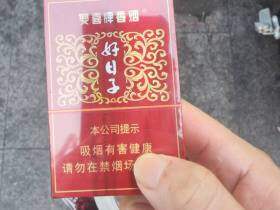 双喜牌香烟
好日子
本公司提示
吸烟有害健康
请勿在禁烟场